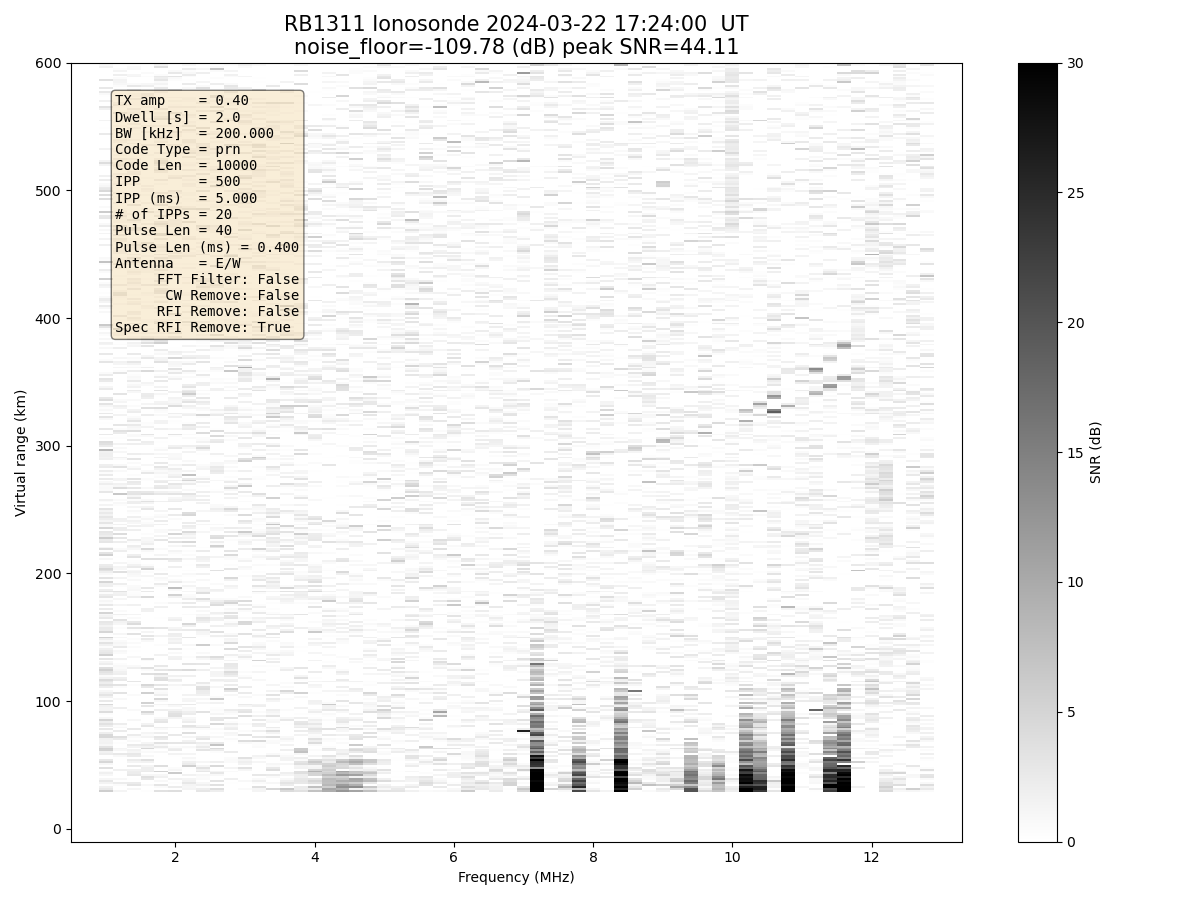 RB1311 Ionosonde 2024-03-22 17:24:00  UT
noise_floor=-109.78 (dB) peak SNR=44.11
TX amp    = 0.40
Dwell [s] = 2.0
BW [kHz]  = 200.000
Code Type = prn
Code Len  = 10000
IPP       = 500
IPP (ms)  = 5.000
# of IPPs = 20
Pulse Len = 40
Pulse Len (ms) = 0.400
Antenna   = E/W
FFT Filter: False
CW Remove: False
RFI Remove: False
Spec RFI Remove: True
600
500
400
300
200
100
0
Virtual range (km)
2
4
6
8
10
12
Frequency (MHz)
30
25
20
15
10
5
0
SNR (dB)